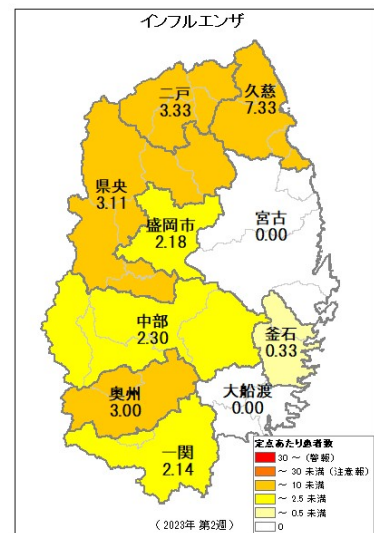 インフルエンザ
二戸
3.33
久慈
7.33
県央
3.11
盛岡市
2.18
宮古
0.00
中部
2.30
釜石
0.33
奥州
3.00
大船渡
0.00
一関
2.14
定点あたり患者数
30 ~ (警報)
~ 30 未満 (注意報)
~ 10 未満
~ 2.5 未満
~ 0.5 未満
0
(2023年 第2週)